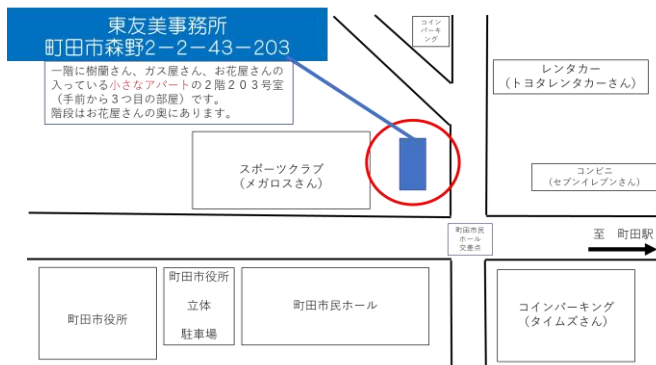 東友美事務所
町田市森野2－2－43－203
一階に樹蘭さん、ガス屋さん、お花屋さんの
入っている小さなアパートの2階203号室
（手前から3つ目の部屋）です。
階段はお花屋さんの奥にあります。
コイン
パーキ
ング
レンタカー
(トヨタレンタカーさん)
スポーツクラブ
(メガロスさん)
コンビニ
(セブンイレブンさん)
町田市民
ホール
交差点
至　町田駅
町田市役所
町田市役所
立体
駐車場
町田市民ホール
コインパーキング
(タイムズさん)